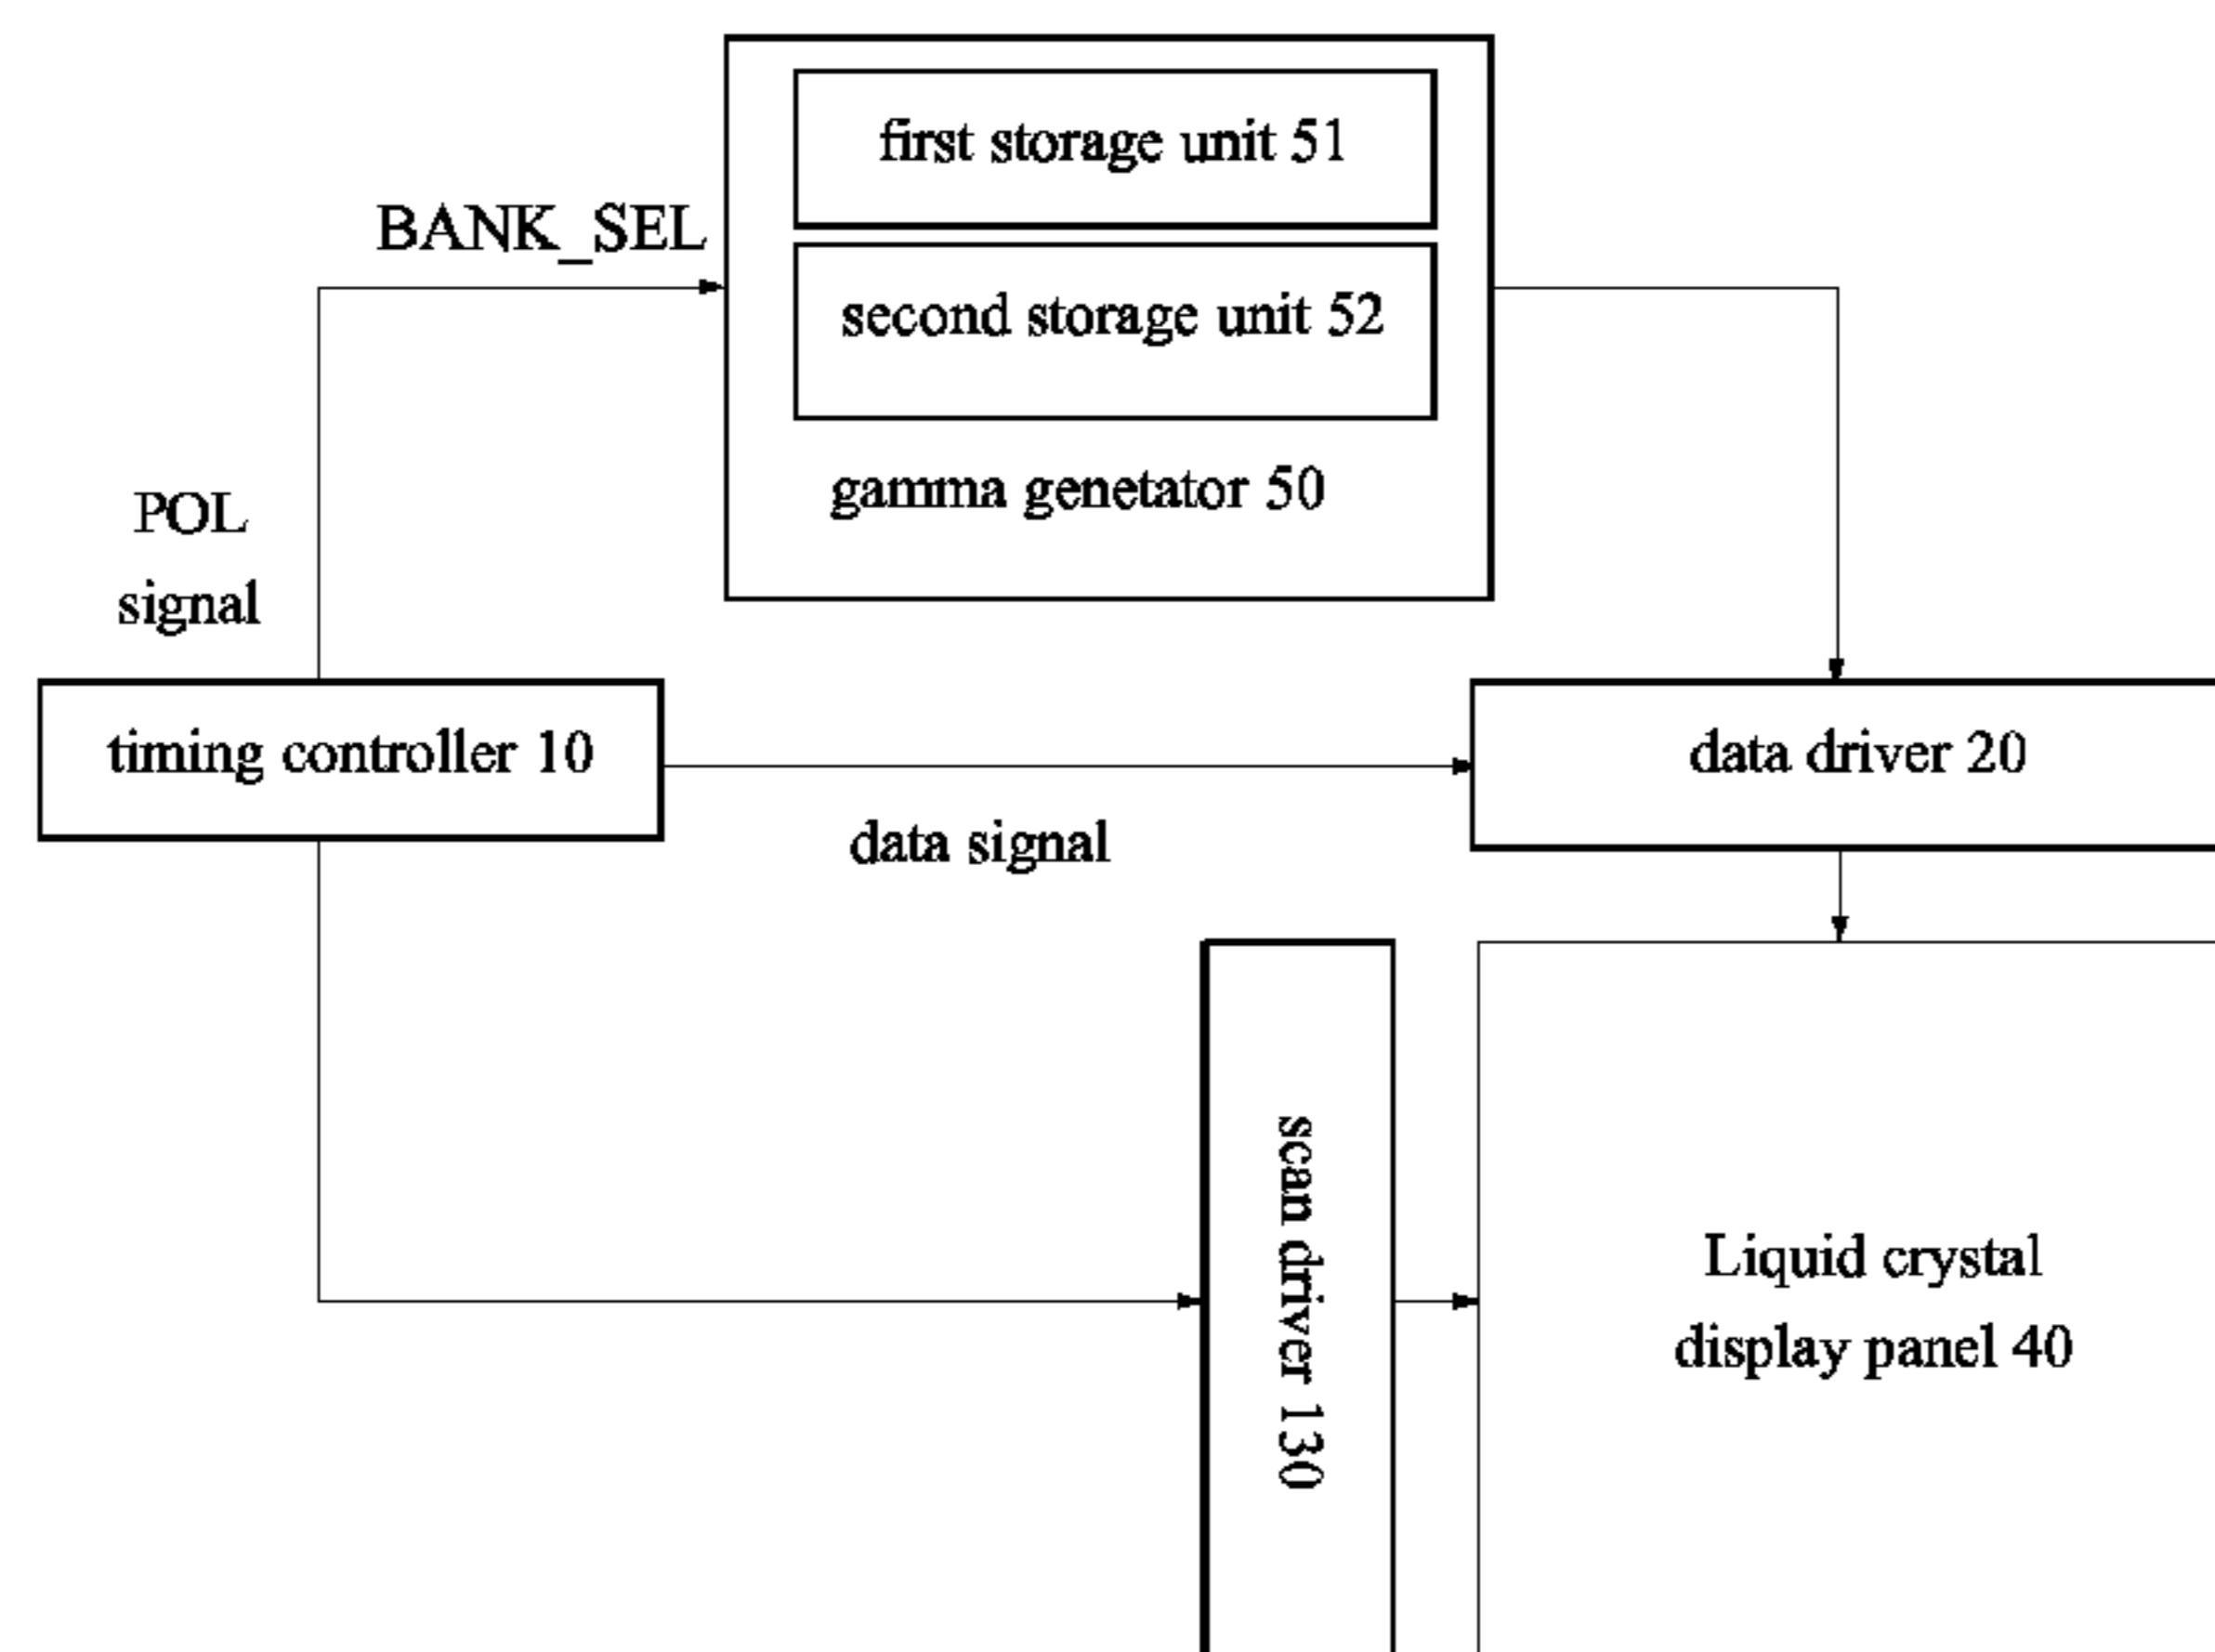 first storage unit 51
BANK_SEL
second storage unit 52
gamma genetator 50
POL
signal
timing controller 10
data driver 20
data signal
scan driver 130
Liquid crystal
display panel 40